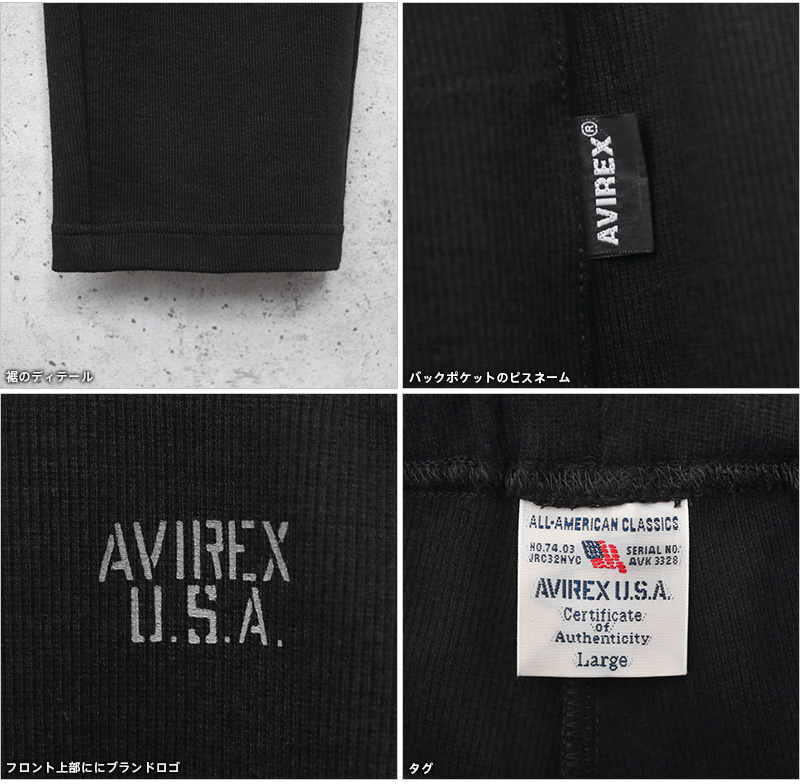 裾のディテール
AVIREX®
バックポケットのピスネーム
AVIREX
U.S.A.
フロント上部ににブランドロゴ
ALL-AMERICAN CLASSICS
NO.74.03
JRC32NYC
SERIAL NO.
AVK 3328
AVIREX U.S.A.
Certificate
of
Authenticity
Large
タグ